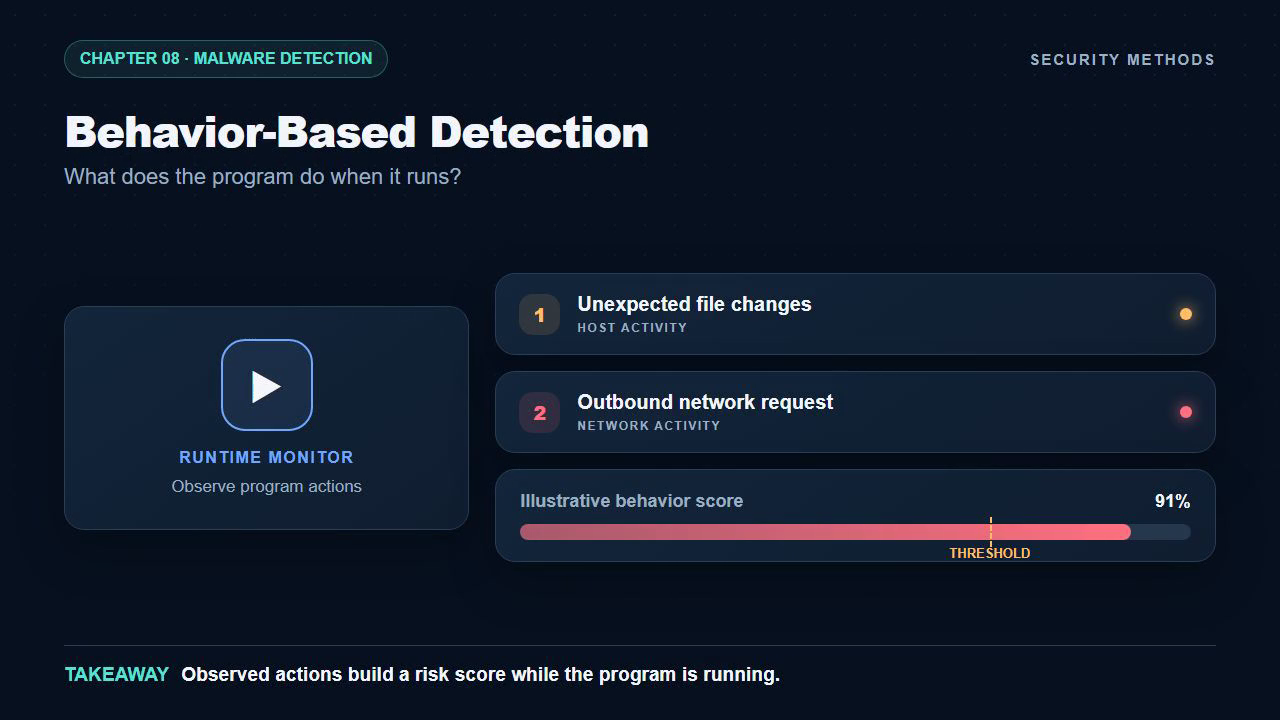 CHAPTER 08 · MALWARE DETECTION
SECURITY METHODS
Behavior-Based Detection
What does the program do when it runs?
RUNTIME MONITOR
Observe program actions
1
Unexpected file changes
HOST ACTIVITY
2
Outbound network request
NETWORK ACTIVITY
Illustrative behavior score
91%
THRESHOLD
TAKEAWAY Observed actions build a risk score while the program is running.